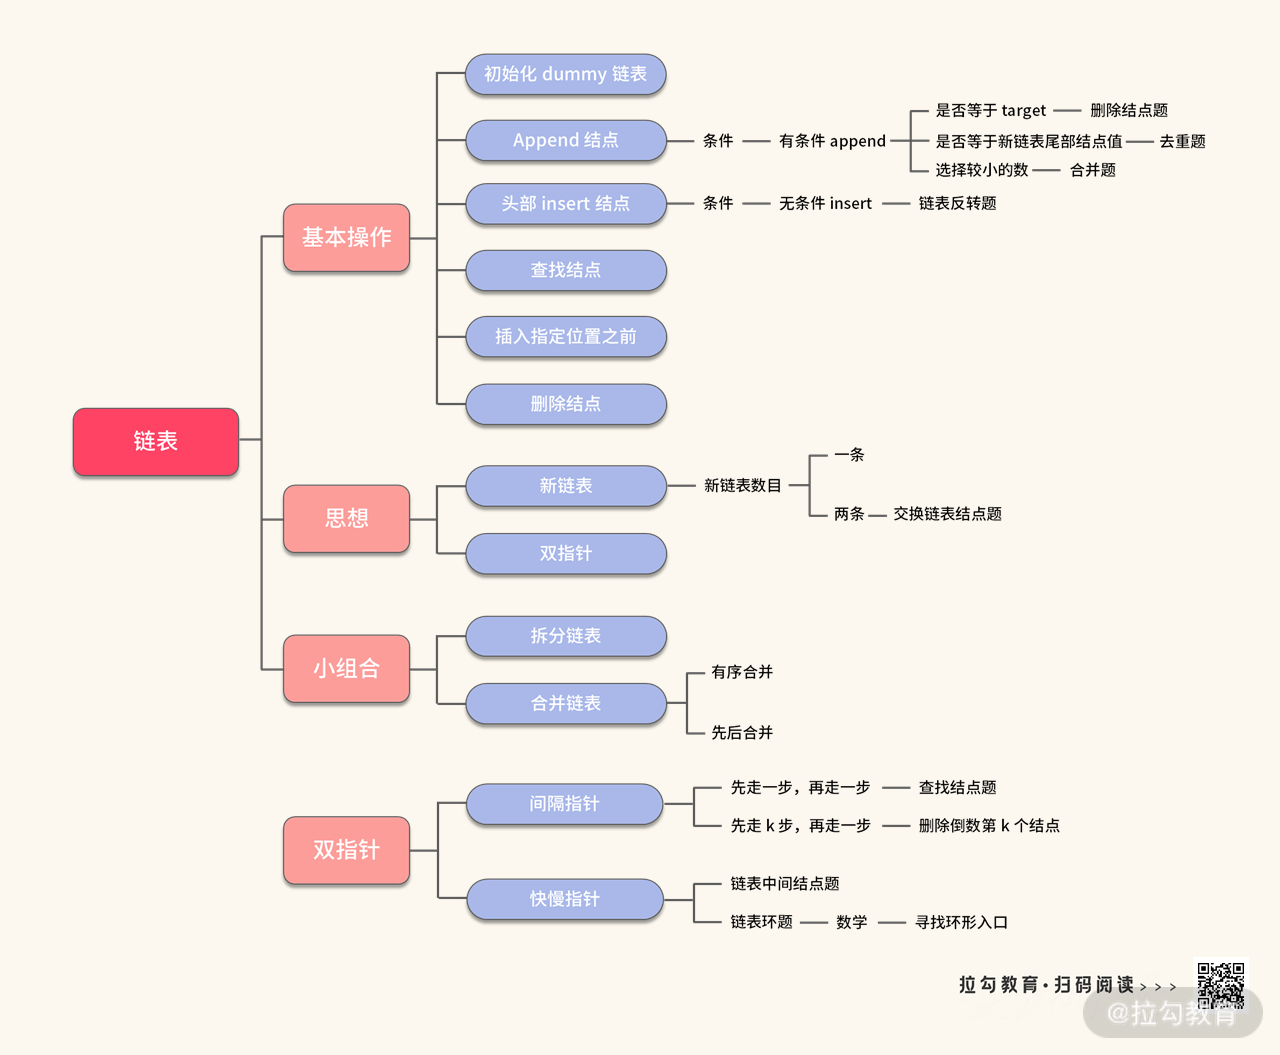 链表
基本操作
初始化 dummy 链表
Append 结点
条件
有条件 append
是否等于 target
删除结点题
是否等于新链表尾部结点值
去重题
选择较小的数
合并题
头部 insert 结点
条件
无条件 insert
链表反转题
查找结点
插入指定位置之前
删除结点
思想
新链表
新链表数目
一条
两条
交换链表结点题
双指针
小组合
拆分链表
合并链表
有序合并
先后合并
双指针
间隔指针
先走一步，再走一步
查找结点题
先走 k 步，再走一步
删除倒数第 k 个结点
快慢指针
链表中间结点题
链表环题
数学
寻找环形入口
拉勾教育·扫码阅读>>>
@拉勾教育